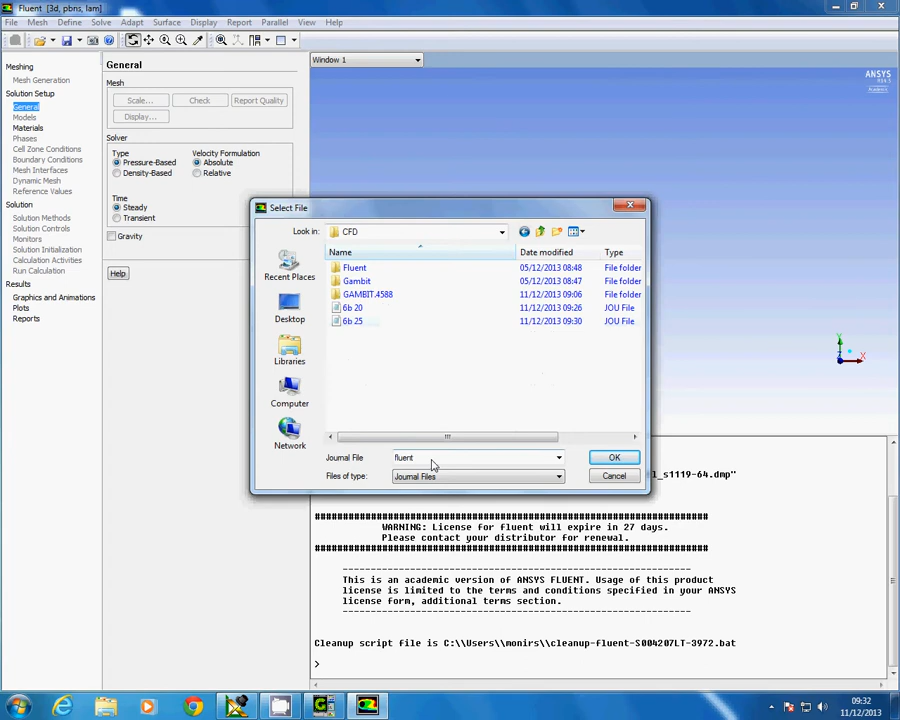 Fluent [3d, pbns, lam]
File Mesh Define Solve Adapt Surface Display Report Parallel View Help
Meshing
Mesh Generation
Solution Setup
General
Models
Materials
Phases
Cell Zone Conditions
Boundary Conditions
Mesh Interfaces
Dynamic Mesh
Reference Values
Solution
Solution Methods
Solution Controls
Monitors
Solution Initialization
Calculation Activities
Run Calculation
Results
Graphics and Animations
Plots
Reports
General
Mesh
Scale... Check Report Quality
Display...
Solver
Type Velocity Formulation
Pressure-Based Absolute
Density-Based Relative
Time
Steady
Transient
Gravity
Help
Window 1
ANSYS
Academic
Y
X
Z
Select File
Look in: CFD
Recent Places
Desktop
Libraries
Computer
Network
Name Date modified Type
Fluent 05/12/2013 08:48 File folder
Gambit 05/12/2013 08:47 File folder
GAMBIT.4588 11/12/2013 09:06 File folder
6b 20 11/12/2013 09:26 JOU File
6b 25 11/12/2013 09:30 JOU File
Journal File fluent OK
Files of type: Journal Files Cancel
l_s1119-64.dmp"
WARNING: License for fluent will expire in 27 days.
Please contact your distributor for renewal.
This is an academic version of ANSYS FLUENT. Usage of this product
license is limited to the terms and conditions specified in your ANSYS
license form, additional terms section.
Cleanup script file is C:\\Users\\monirs\\cleanup-fluent-S004207LT-3972.bat
>
09:32
11/12/2013